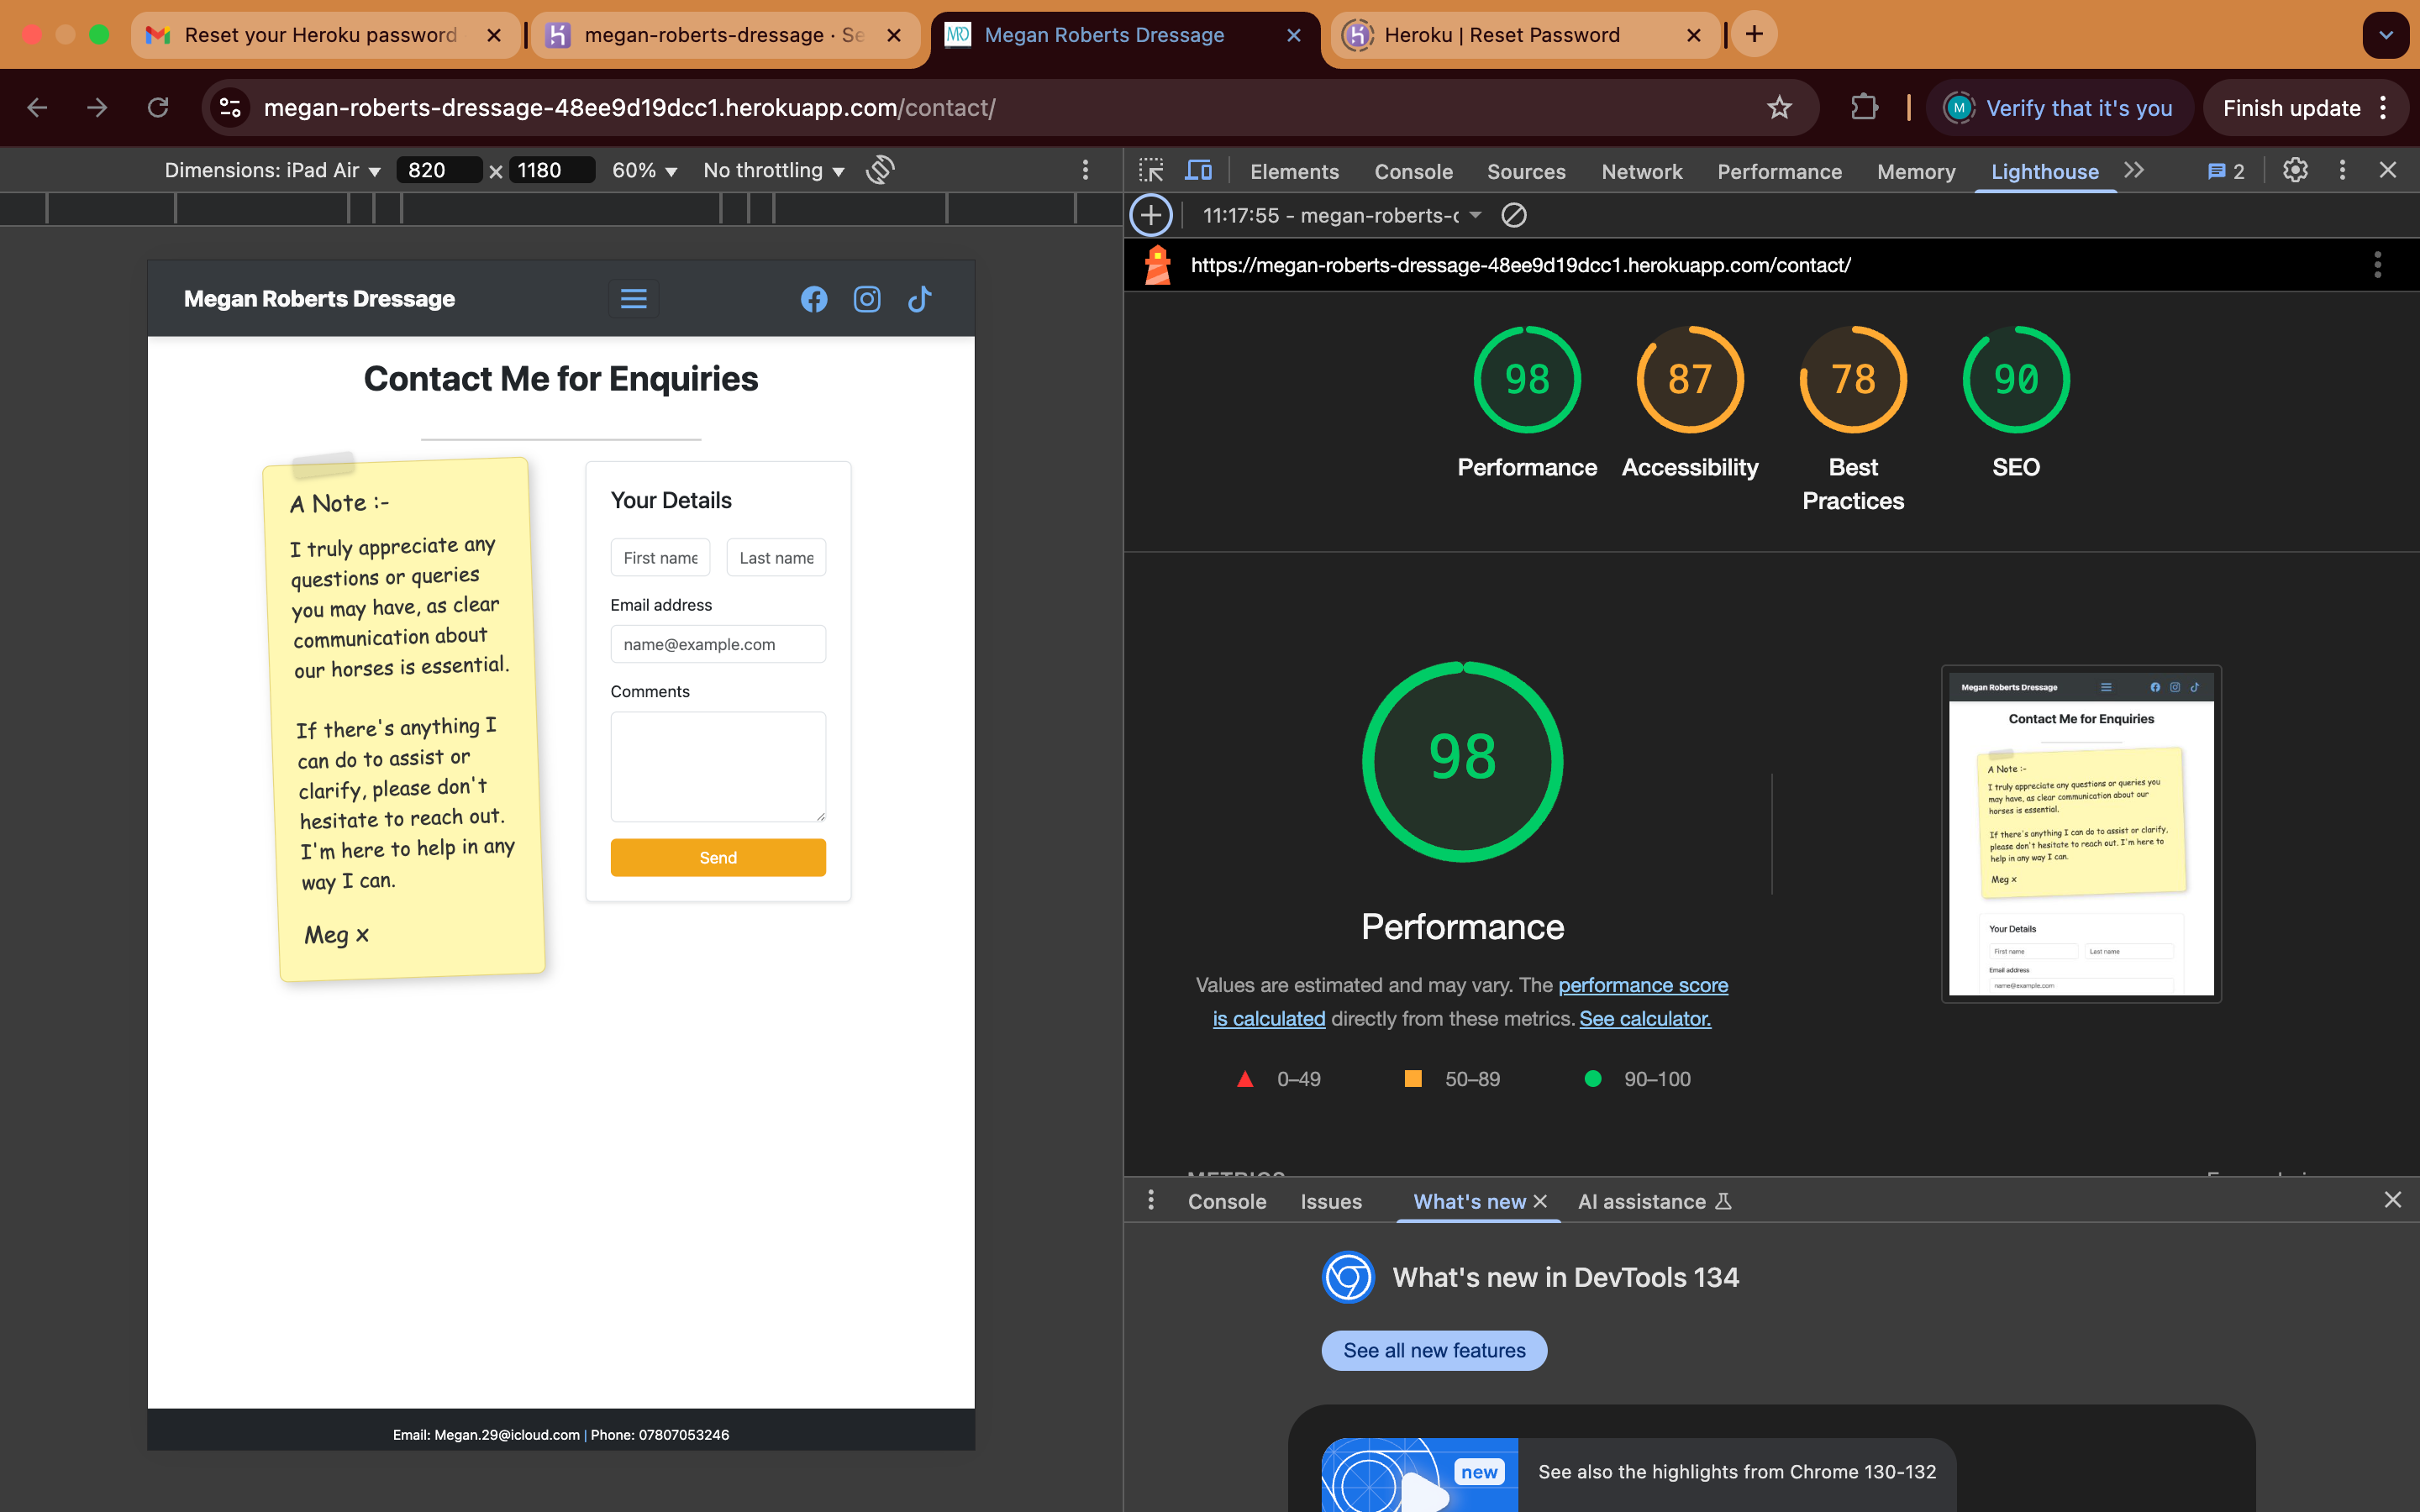 Reset your Heroku password
megan-roberts-dressage · Se
Megan Roberts Dressage
Heroku | Reset Password
megan-roberts-dressage-48ee9d19dcc1.herokuapp.com/contact/
M
Verify that it's you
Finish update
Dimensions: iPad Air
820 × 1180
60%
No throttling
Elements
Console
Sources
Network
Performance
Memory
Lighthouse
2
11:17:55 - megan-roberts-c
https://megan-roberts-dressage-48ee9d19dcc1.herokuapp.com/contact/
Megan Roberts Dressage
Contact Me for Enquiries
A Note :-
I truly appreciate any
questions or queries
you may have, as clear
communication about
our horses is essential.
If there's anything I
can do to assist or
clarify, please don't
hesitate to reach out.
I'm here to help in any
way I can.
Meg x
Your Details
First name
Last name
Email address
name@example.com
Comments
Send
Email: Megan.29@icloud.com | Phone: 07807053246
98
87
78
90
Performance
Accessibility
Best
Practices
SEO
98
Performance
Values are estimated and may vary. The performance score
is calculated directly from these metrics. See calculator.
0–49
50–89
90–100
Megan Roberts Dressage
Contact Me for Enquiries
A Note :-
I truly appreciate any questions or queries you
may have, as clear communication about our
horses is essential.
If there's anything I can do to assist or clarify,
please don't hesitate to reach out. I'm here to
help in any way I can.
Meg x
Your Details
First name
Last name
Email address
name@example.com
METRICS
Console
Issues
What's new
AI assistance
What's new in DevTools 134
See all new features
new
See also the highlights from Chrome 130-132